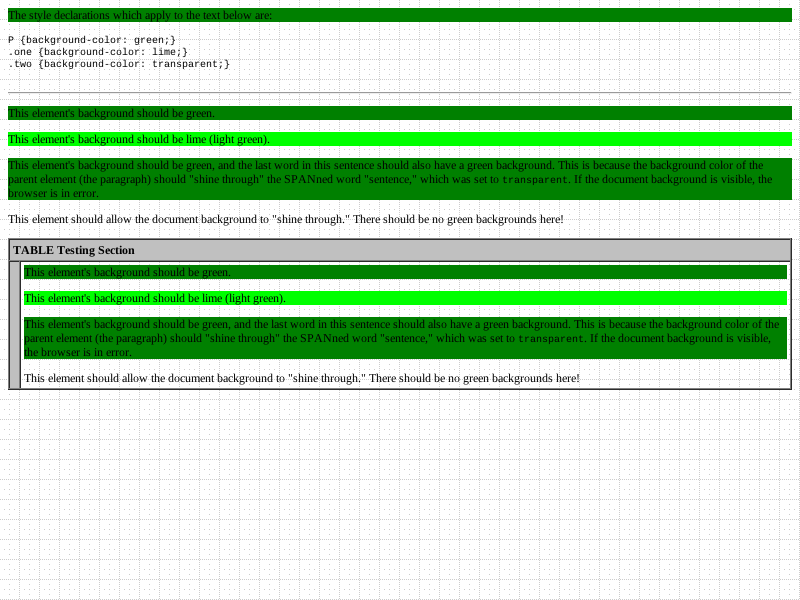 The style declarations which apply to the text below are:
P {background-color: green;}
.one {background-color: lime;}
.two {background-color: transparent;}
This element's background should be green.
This element's background should be lime (light green).
This element's background should be green, and the last word in this sentence should also have a green background. This is because the background color of the
parent element (the paragraph) should "shine through" the SPANned word "sentence," which was set to transparent. If the document background is visible, the
browser is in error.
This element should allow the document background to "shine through." There should be no green backgrounds here!
TABLE Testing Section
This element's background should be green.
This element's background should be lime (light green).
This element's background should be green, and the last word in this sentence should also have a green background. This is because the background color of the
parent element (the paragraph) should "shine through" the SPANned word "sentence," which was set to transparent. If the document background is visible,
the browser is in error.
This element should allow the document background to "shine through." There should be no green backgrounds here!